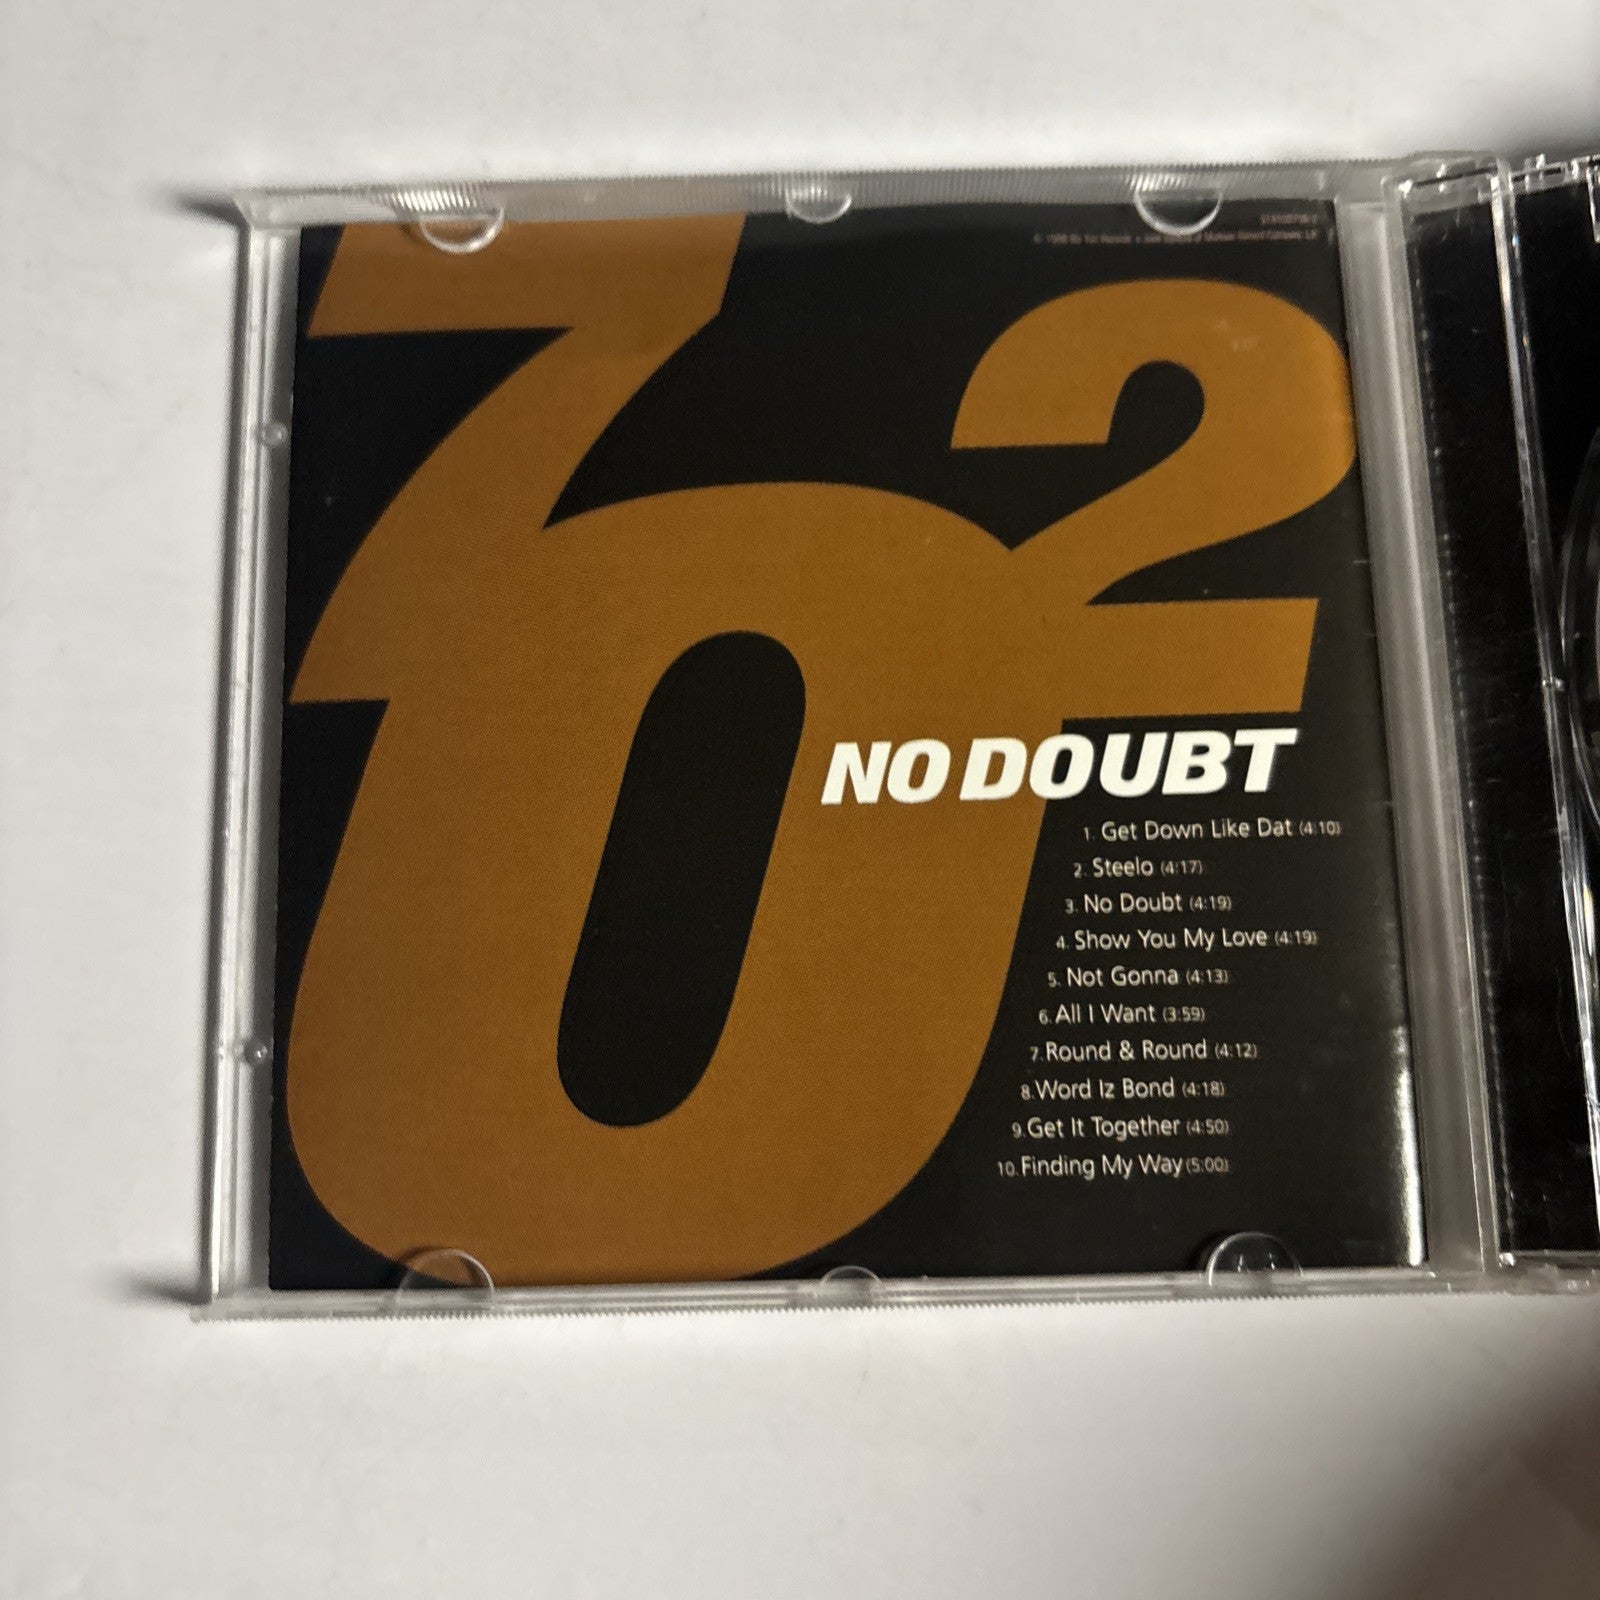 702
NO DOUBT
1. Get Down Like Dat (4:10)
2. Steelo (4:17)
3. No Doubt (4:19)
4. Show You My Love (4:19)
5. Not Gonna (4:13)
6. All I Want (3:59)
7. Round & Round (4:12)
8. Word Iz Bond (4:18)
9. Get It Together (4:50)
10. Finding My Way (5:00)